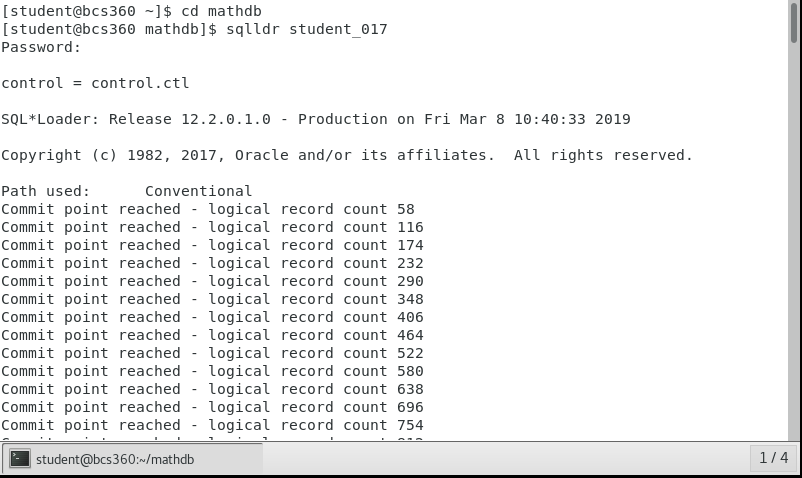 [student@bcs360 ~]$ cd mathdb
[student@bcs360 mathdb]$ sqlldr student_017
Password:
control = control.ctl
SQL*Loader: Release 12.2.0.1.0 - Production on Fri Mar 8 10:40:33 2019
Copyright (c) 1982, 2017, Oracle and/or its affiliates.  All rights reserved.
Path used:      Conventional
Commit point reached - logical record count 58
Commit point reached - logical record count 116
Commit point reached - logical record count 174
Commit point reached - logical record count 232
Commit point reached - logical record count 290
Commit point reached - logical record count 348
Commit point reached - logical record count 406
Commit point reached - logical record count 464
Commit point reached - logical record count 522
Commit point reached - logical record count 580
Commit point reached - logical record count 638
Commit point reached - logical record count 696
Commit point reached - logical record count 754
student@bcs360:~/mathdb
1 / 4